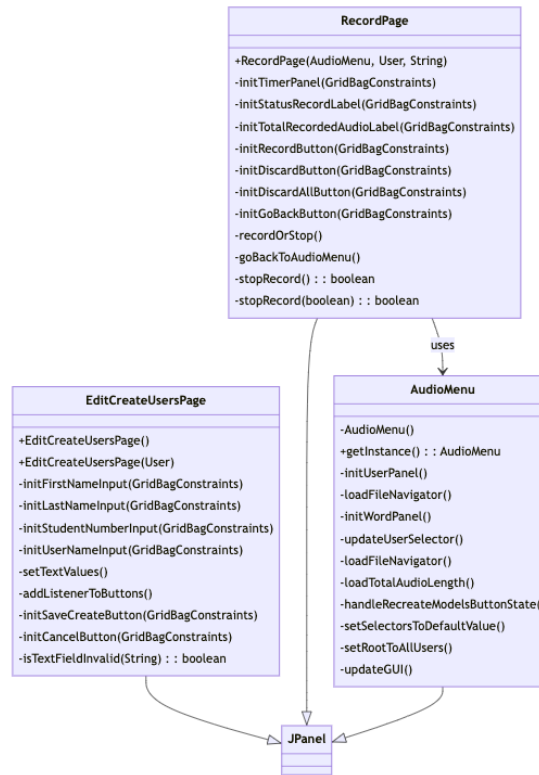 RecordPage
+RecordPage(AudioMenu, User, String)
-initTimerPanel(GridBagConstraints)
-initStatusRecordLabel(GridBagConstraints)
-initTotalRecordedAudioLabel(GridBagConstraints)
-initRecordButton(GridBagConstraints)
-initDiscardButton(GridBagConstraints)
-initDiscardAllButton(GridBagConstraints)
-initGoBackButton(GridBagConstraints)
-recordOrStop()
-goBackToAudioMenu()
-stopRecord() : : boolean
-stopRecord(boolean) : : boolean
uses
EditCreateUsersPage
+EditCreateUsersPage()
+EditCreateUsersPage(User)
-initFirstNameInput(GridBagConstraints)
-initLastNameInput(GridBagConstraints)
-initStudentNumberInput(GridBagConstraints)
-initUserNameInput(GridBagConstraints)
-setTextValues()
-addListenerToButtons()
-initSaveCreateButton(GridBagConstraints)
-initCancelButton(GridBagConstraints)
-isTextFieldInvalid(String) : : boolean
AudioMenu
-AudioMenu()
+getInstance() : : AudioMenu
-initUserPanel()
-loadFileNavigator()
-initWordPanel()
-updateUserSelector()
-loadFileNavigator()
-loadTotalAudioLength()
-handleRecreateModelsButtonState(
-setSelectorsToDefaultValue()
-setRootToAllUsers()
-updateGUI()
JPanel